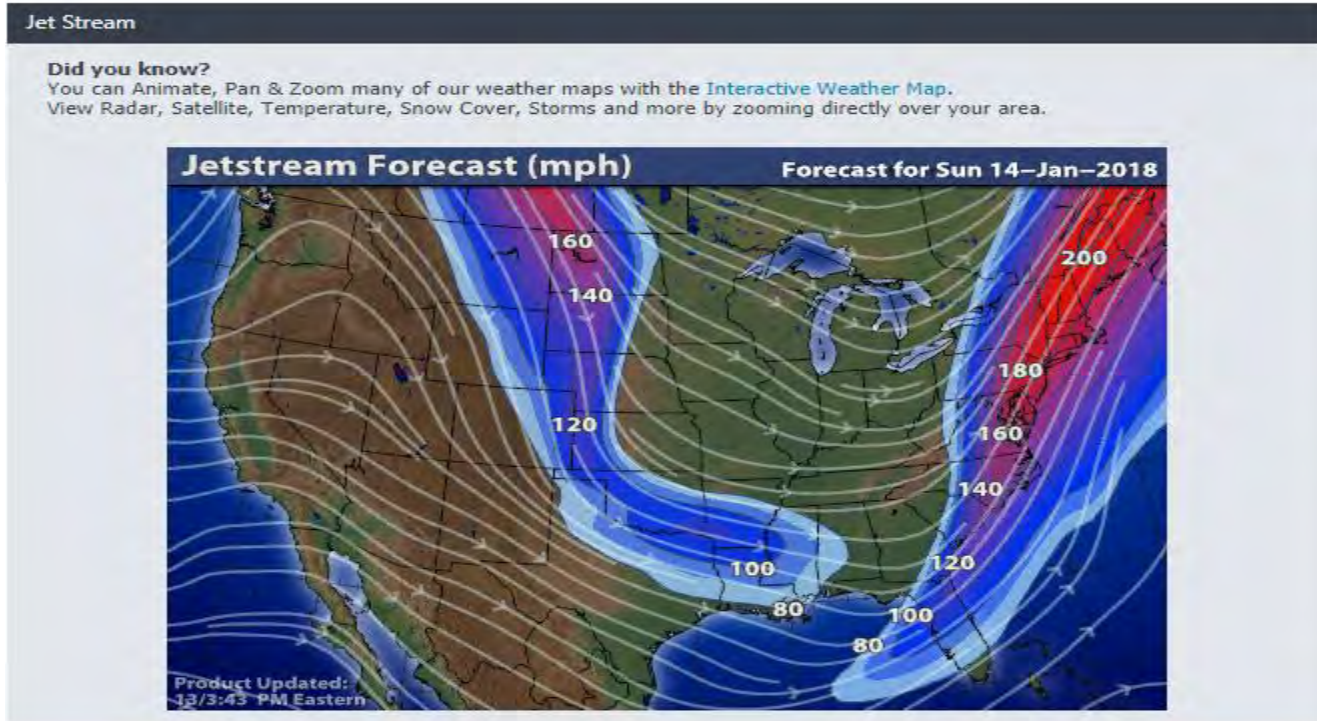 Jet Stream
Did you know?
You can Animate, Pan & Zoom many of our weather maps with the Interactive Weather Map.
View Radar, Satellite, Temperature, Snow Cover, Storms and more by zooming directly over your area.
Jetstream Forecast (mph)
Forecast for Sun 14-Jan-2018
160
200
140
180
120
160
140
120
100
80
100
80
Product Updated:
13/3:43 PM Eastern